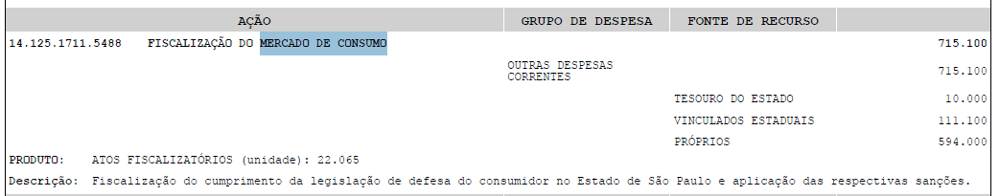 AÇÃO GRUPO DE DESPESA FONTE DE RECURSO
14.125.1711.5488 FISCALIZAÇÃO DO MERCADO DE CONSUMO 715.100
OUTRAS DESPESAS
CORRENTES 715.100
TESOURO DO ESTADO 10.000
VINCULADOS ESTADUAIS 111.100
PRÓPRIOS 594.000
PRODUTO: ATOS FISCALIZATÓRIOS (unidade): 22.065
Descrição: Fiscalização do cumprimento da legislação de defesa do consumidor no Estado de São Paulo e aplicação das respectivas sanções.